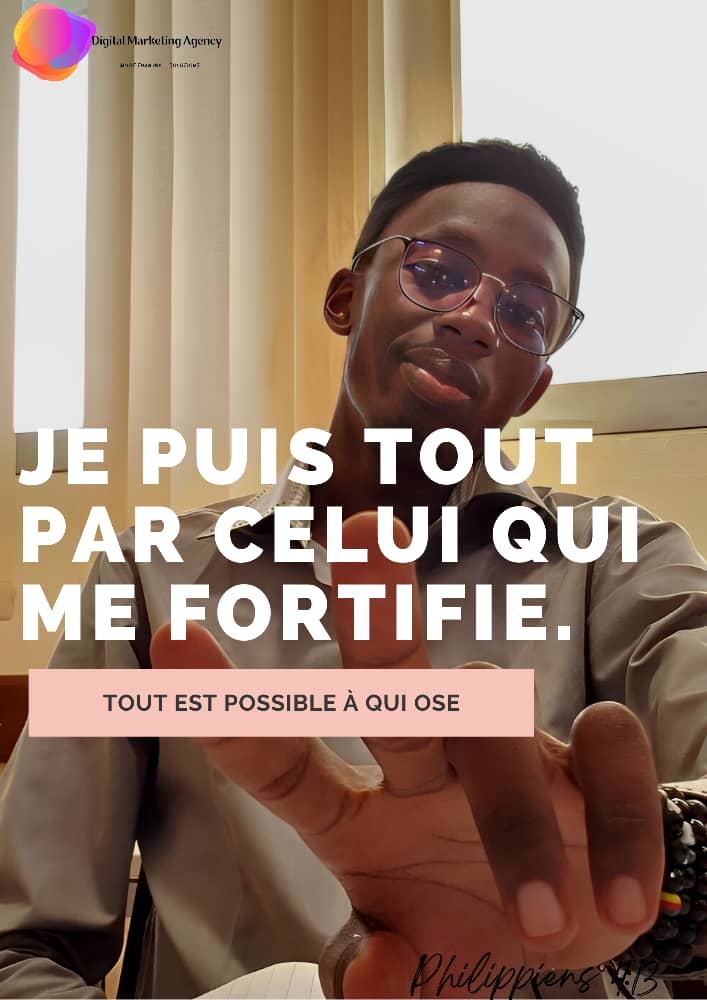 Digital Marketing Agency
JE PUIS TOUT
PAR CELUI QUI
ME FORTIFIE.
TOUT EST POSSIBLE À QUI OSE
Philippiens 4:13